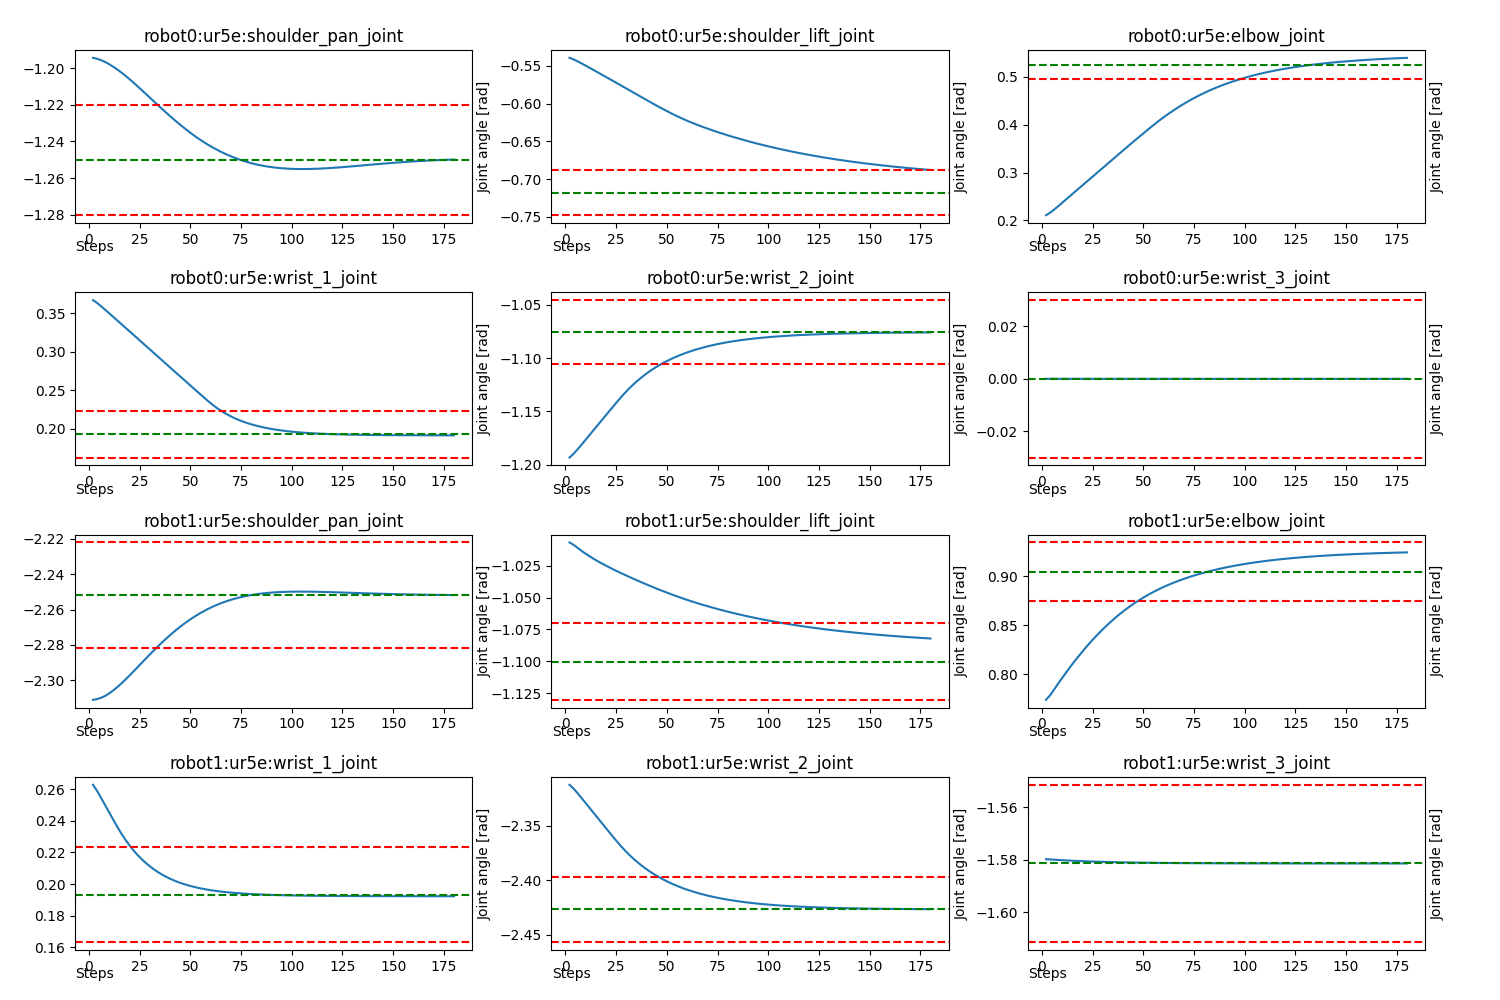 robot0:ur5e:shoulder_pan_joint
−1.20
−1.22
−1.24
−1.26
−1.28
0 25 50 75 100 125 150 175
Steps
Joint angle [rad]
robot0:ur5e:shoulder_lift_joint
−0.55
−0.60
−0.65
−0.70
−0.75
0 25 50 75 100 125 150 175
Steps
Joint angle [rad]
robot0:ur5e:elbow_joint
0.5
0.4
0.3
0.2
0 25 50 75 100 125 150 175
Steps
Joint angle [rad]
robot0:ur5e:wrist_1_joint
0.35
0.30
0.25
0.20
0 25 50 75 100 125 150 175
Steps
Joint angle [rad]
robot0:ur5e:wrist_2_joint
−1.05
−1.10
−1.15
−1.20
0 25 50 75 100 125 150 175
Steps
Joint angle [rad]
robot0:ur5e:wrist_3_joint
0.02
0.00
−0.02
0 25 50 75 100 125 150 175
Steps
Joint angle [rad]
robot1:ur5e:shoulder_pan_joint
−2.22
−2.24
−2.26
−2.28
−2.30
0 25 50 75 100 125 150 175
Steps
Joint angle [rad]
robot1:ur5e:shoulder_lift_joint
−1.025
−1.050
−1.075
−1.100
−1.125
0 25 50 75 100 125 150 175
Steps
Joint angle [rad]
robot1:ur5e:elbow_joint
0.90
0.85
0.80
0 25 50 75 100 125 150 175
Steps
Joint angle [rad]
robot1:ur5e:wrist_1_joint
0.26
0.24
0.22
0.20
0.18
0.16
0 25 50 75 100 125 150 175
Steps
Joint angle [rad]
robot1:ur5e:wrist_2_joint
−2.35
−2.40
−2.45
0 25 50 75 100 125 150 175
Steps
Joint angle [rad]
robot1:ur5e:wrist_3_joint
−1.56
−1.58
−1.60
0 25 50 75 100 125 150 175
Steps
Joint angle [rad]